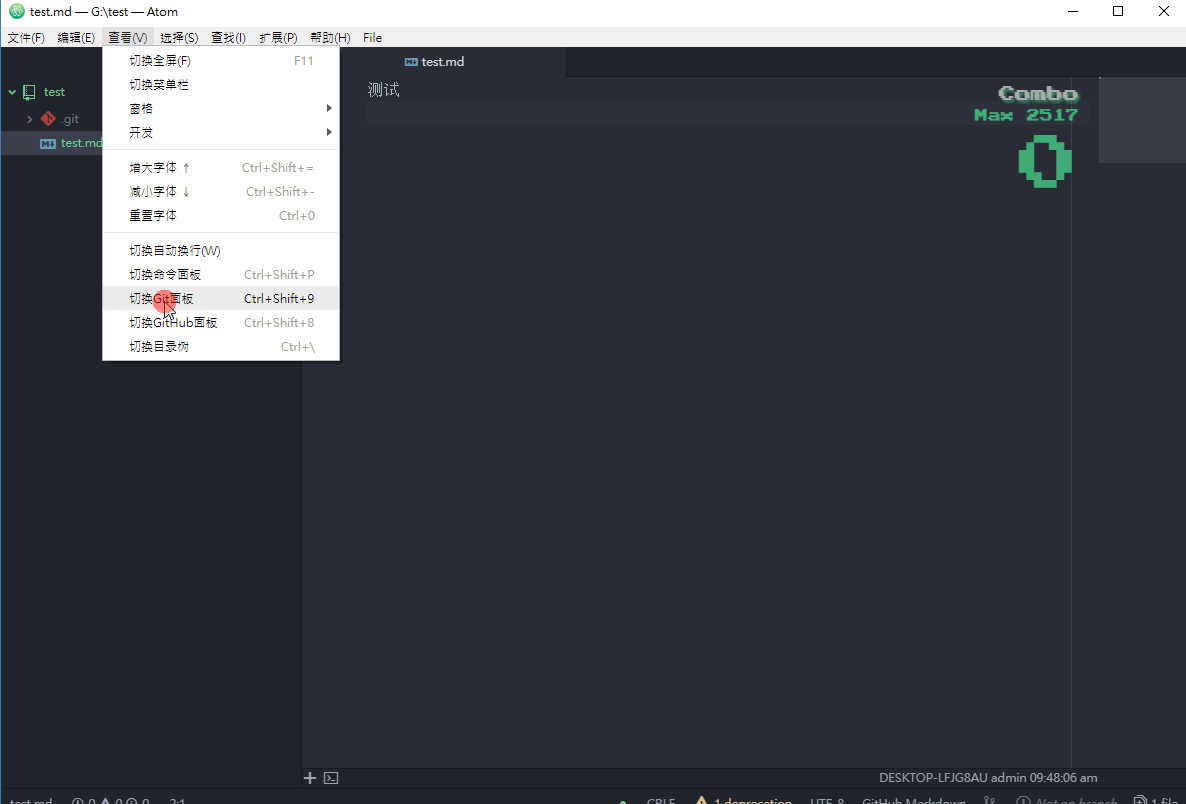 test.md — G:\test — Atom
文件(F) 编辑(E) 查看(V) 选择(S) 查找(I) 扩展(P) 帮助(H) File
切换全屏(F) F11
切换菜单栏
窗格
开发
增大字体 ↑ Ctrl+Shift+=
减小字体 ↓ Ctrl+Shift+-
重置字体 Ctrl+0
切换自动换行(W)
切换命令面板 Ctrl+Shift+P
切换Git面板 Ctrl+Shift+9
切换GitHub面板 Ctrl+Shift+8
切换目录树 Ctrl+\
test
.git
test.md
test.md
测试
Combo
Max 2517
0
DESKTOP-LFJG8AU admin 09:48:06 am
test.md 0 0 0 2:1 CRLF 1 deprecation UTF-8 GitHub Markdown Not on branch 1 file